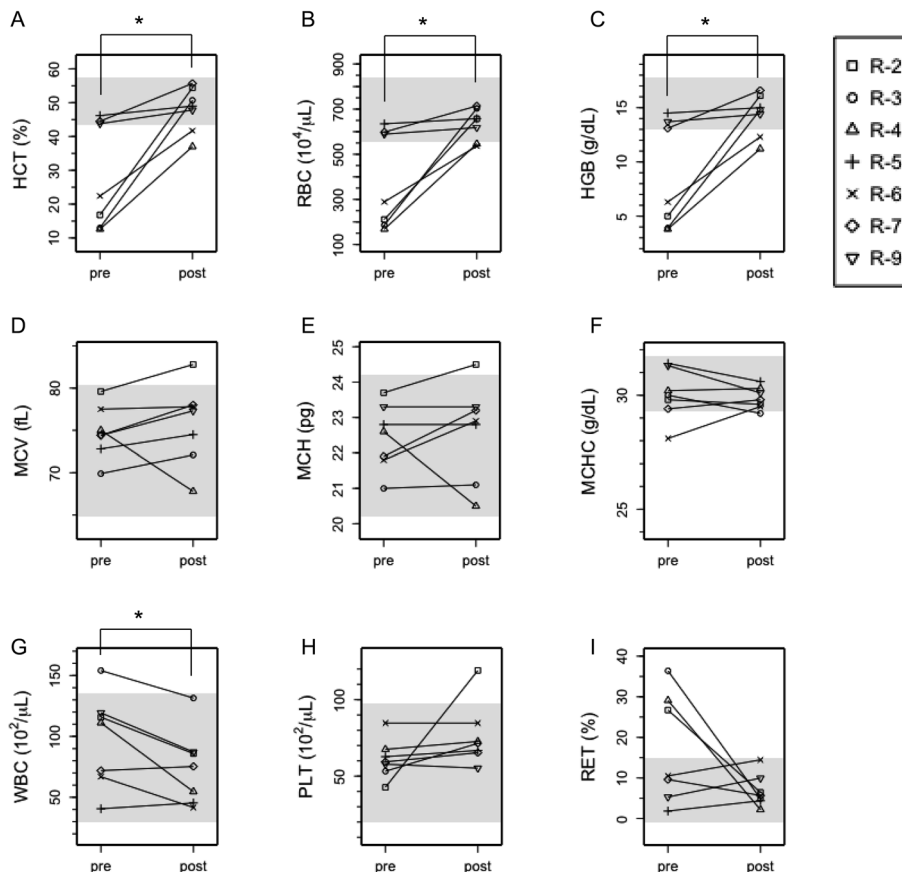 A
*
HCT (%)
60
50
40
30
20
10
pre
post
B
*
RBC (10⁴/μL)
900
700
500
300
100
pre
post
C
*
HGB (g/dL)
15
10
5
pre
post
R-2
R-3
R-4
R-5
R-6
R-7
R-9
D
MCV (fL)
80
70
pre
post
E
MCH (pg)
25
24
23
22
21
20
pre
post
F
MCHC (g/dL)
30
27
24
pre
post
G
*
WBC (10²/μL)
150
100
50
pre
post
H
PLT (10²/μL)
100
50
pre
post
I
RET (%)
40
30
20
10
0
pre
post